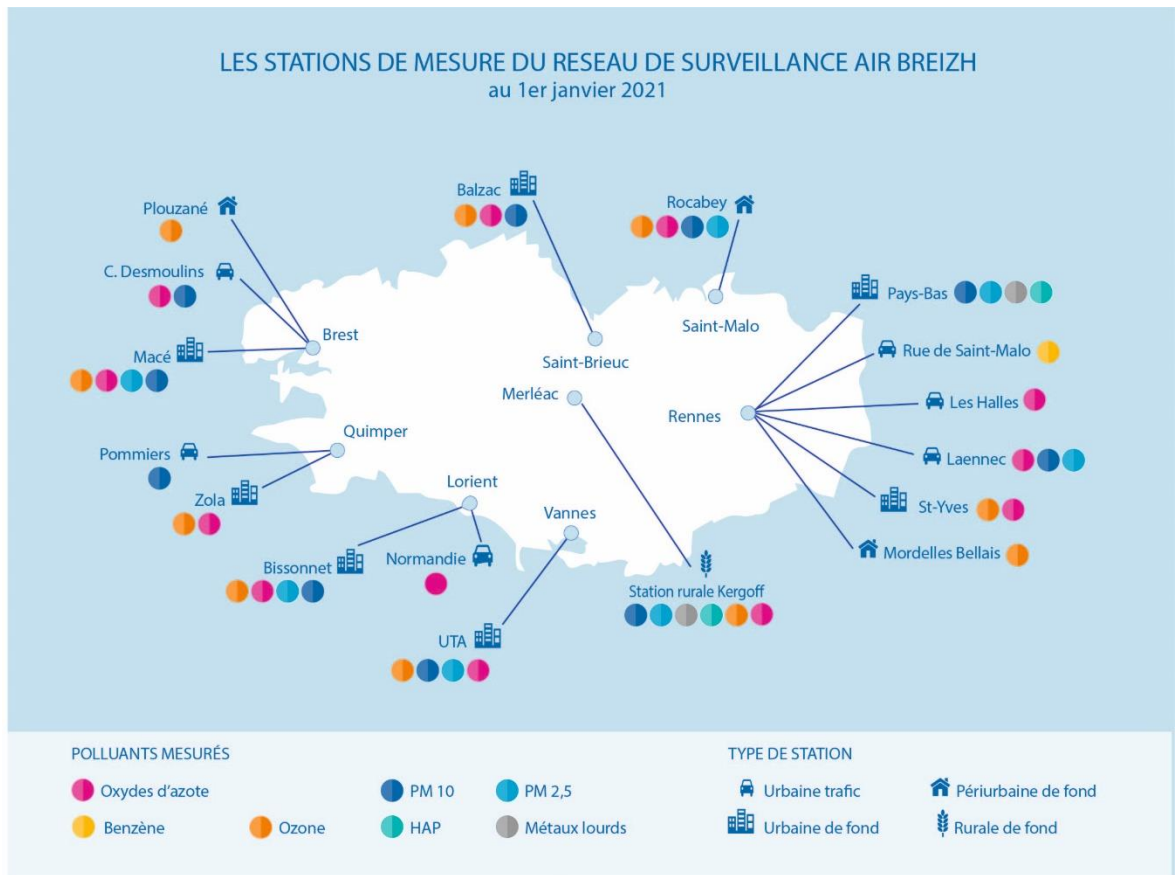 LES STATIONS DE MESURE DU RESEAU DE SURVEILLANCE AIR BREIZH
au 1er janvier 2021
Plouzané
Balzac
Rocabey
C. Desmoulins
Pays-Bas
Saint-Malo
Brest
Macé
Saint-Brieuc
Rue de Saint-Malo
Merléac
Les Halles
Rennes
Quimper
Pommiers
Laennec
Lorient
Zola
St-Yves
Vannes
Mordelles Bellais
Normandie
Bissonnet
Station rurale Kergoff
UTA
POLLUANTS MESURÉS
TYPE DE STATION
Oxydes d'azote
PM 10
PM 2,5
Urbaine trafic
Périurbaine de fond
Benzène
Ozone
HAP
Métaux lourds
Urbaine de fond
Rurale de fond